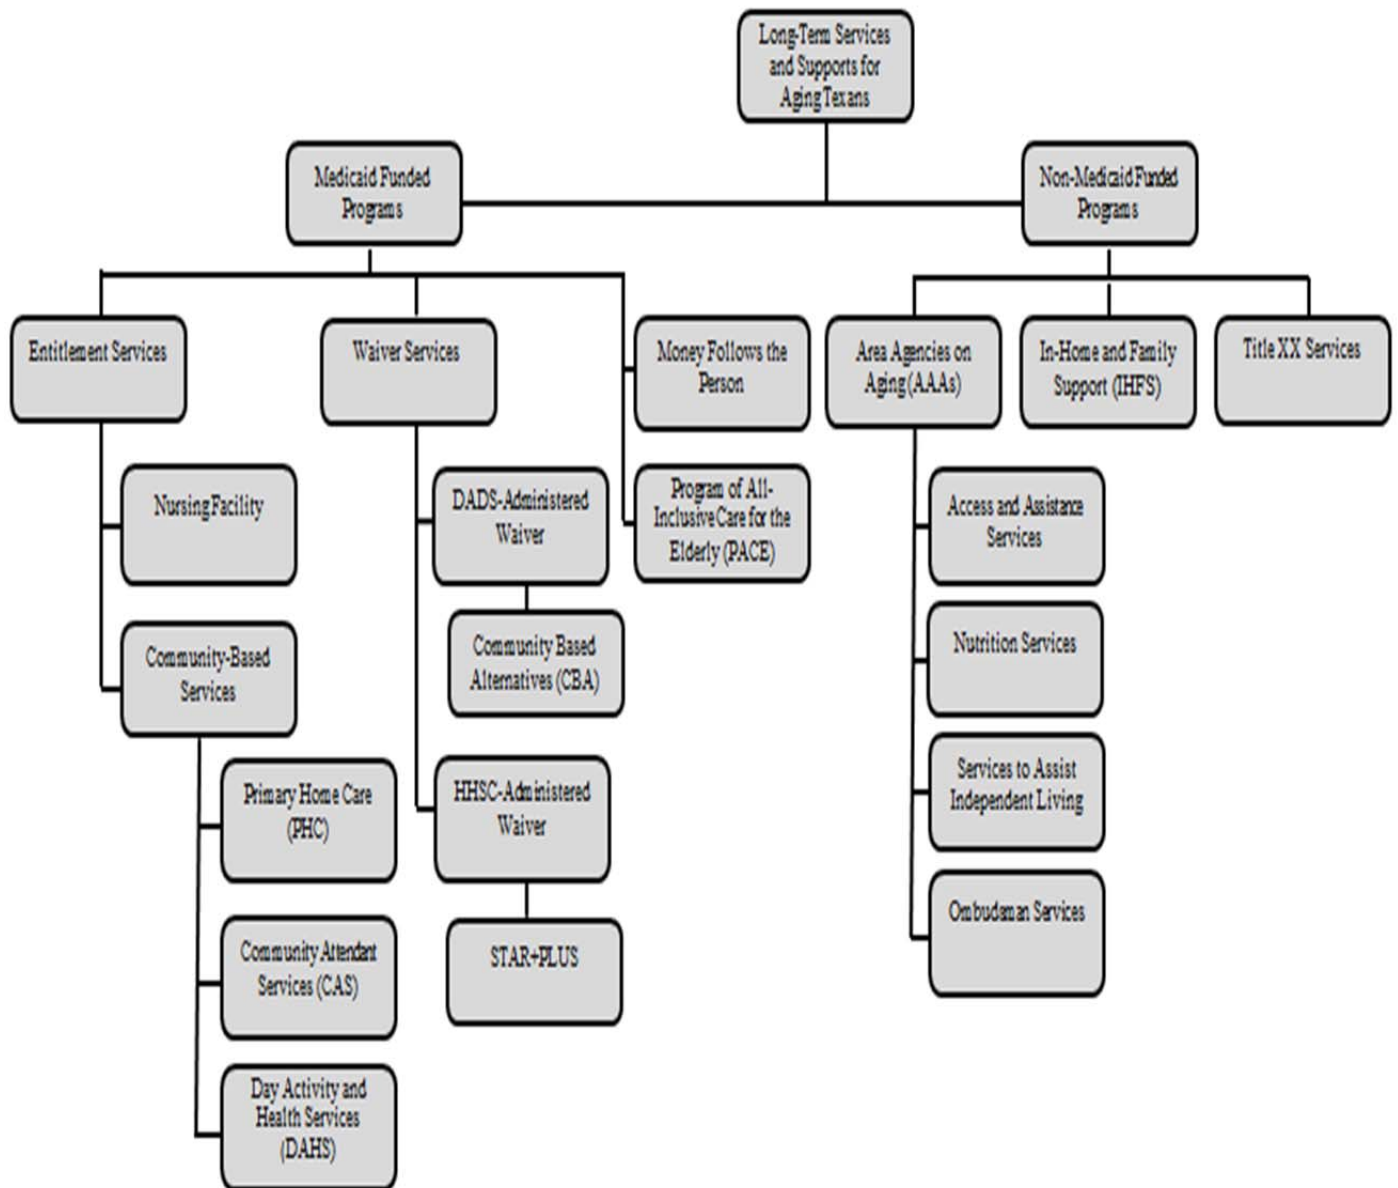 Long-Term Services
and Supports for
Aging Texans
Medicaid Funded
Programs
Non-Medicaid Funded
Programs
Entitlement Services
Waiver Services
Money Follows the
Person
Area Agencies on
Aging (AAAs)
In-Home and Family
Support (IHFS)
Title XX Services
Nursing Facility
DADS-Administered
Waiver
Program of All-
Inclusive Care for the
Elderly (PACE)
Access and Assistance
Services
Community-Based
Services
Community Based
Alternatives (CBA)
Nutrition Services
Primary Home Care
(PHC)
HHSC-Administered
Waiver
Services to Assist
Independent Living
Community Attendant
Services (CAS)
STAR+PLUS
Ombudsman Services
Day Activity and
Health Services
(DAHS)